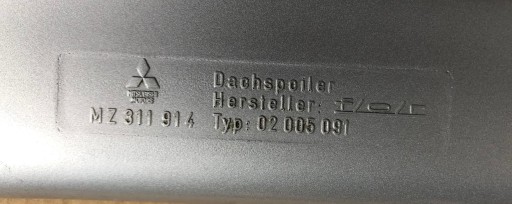 Dachspoiler
Hersteller:
MZ 311 914 Typ: 02 005 091